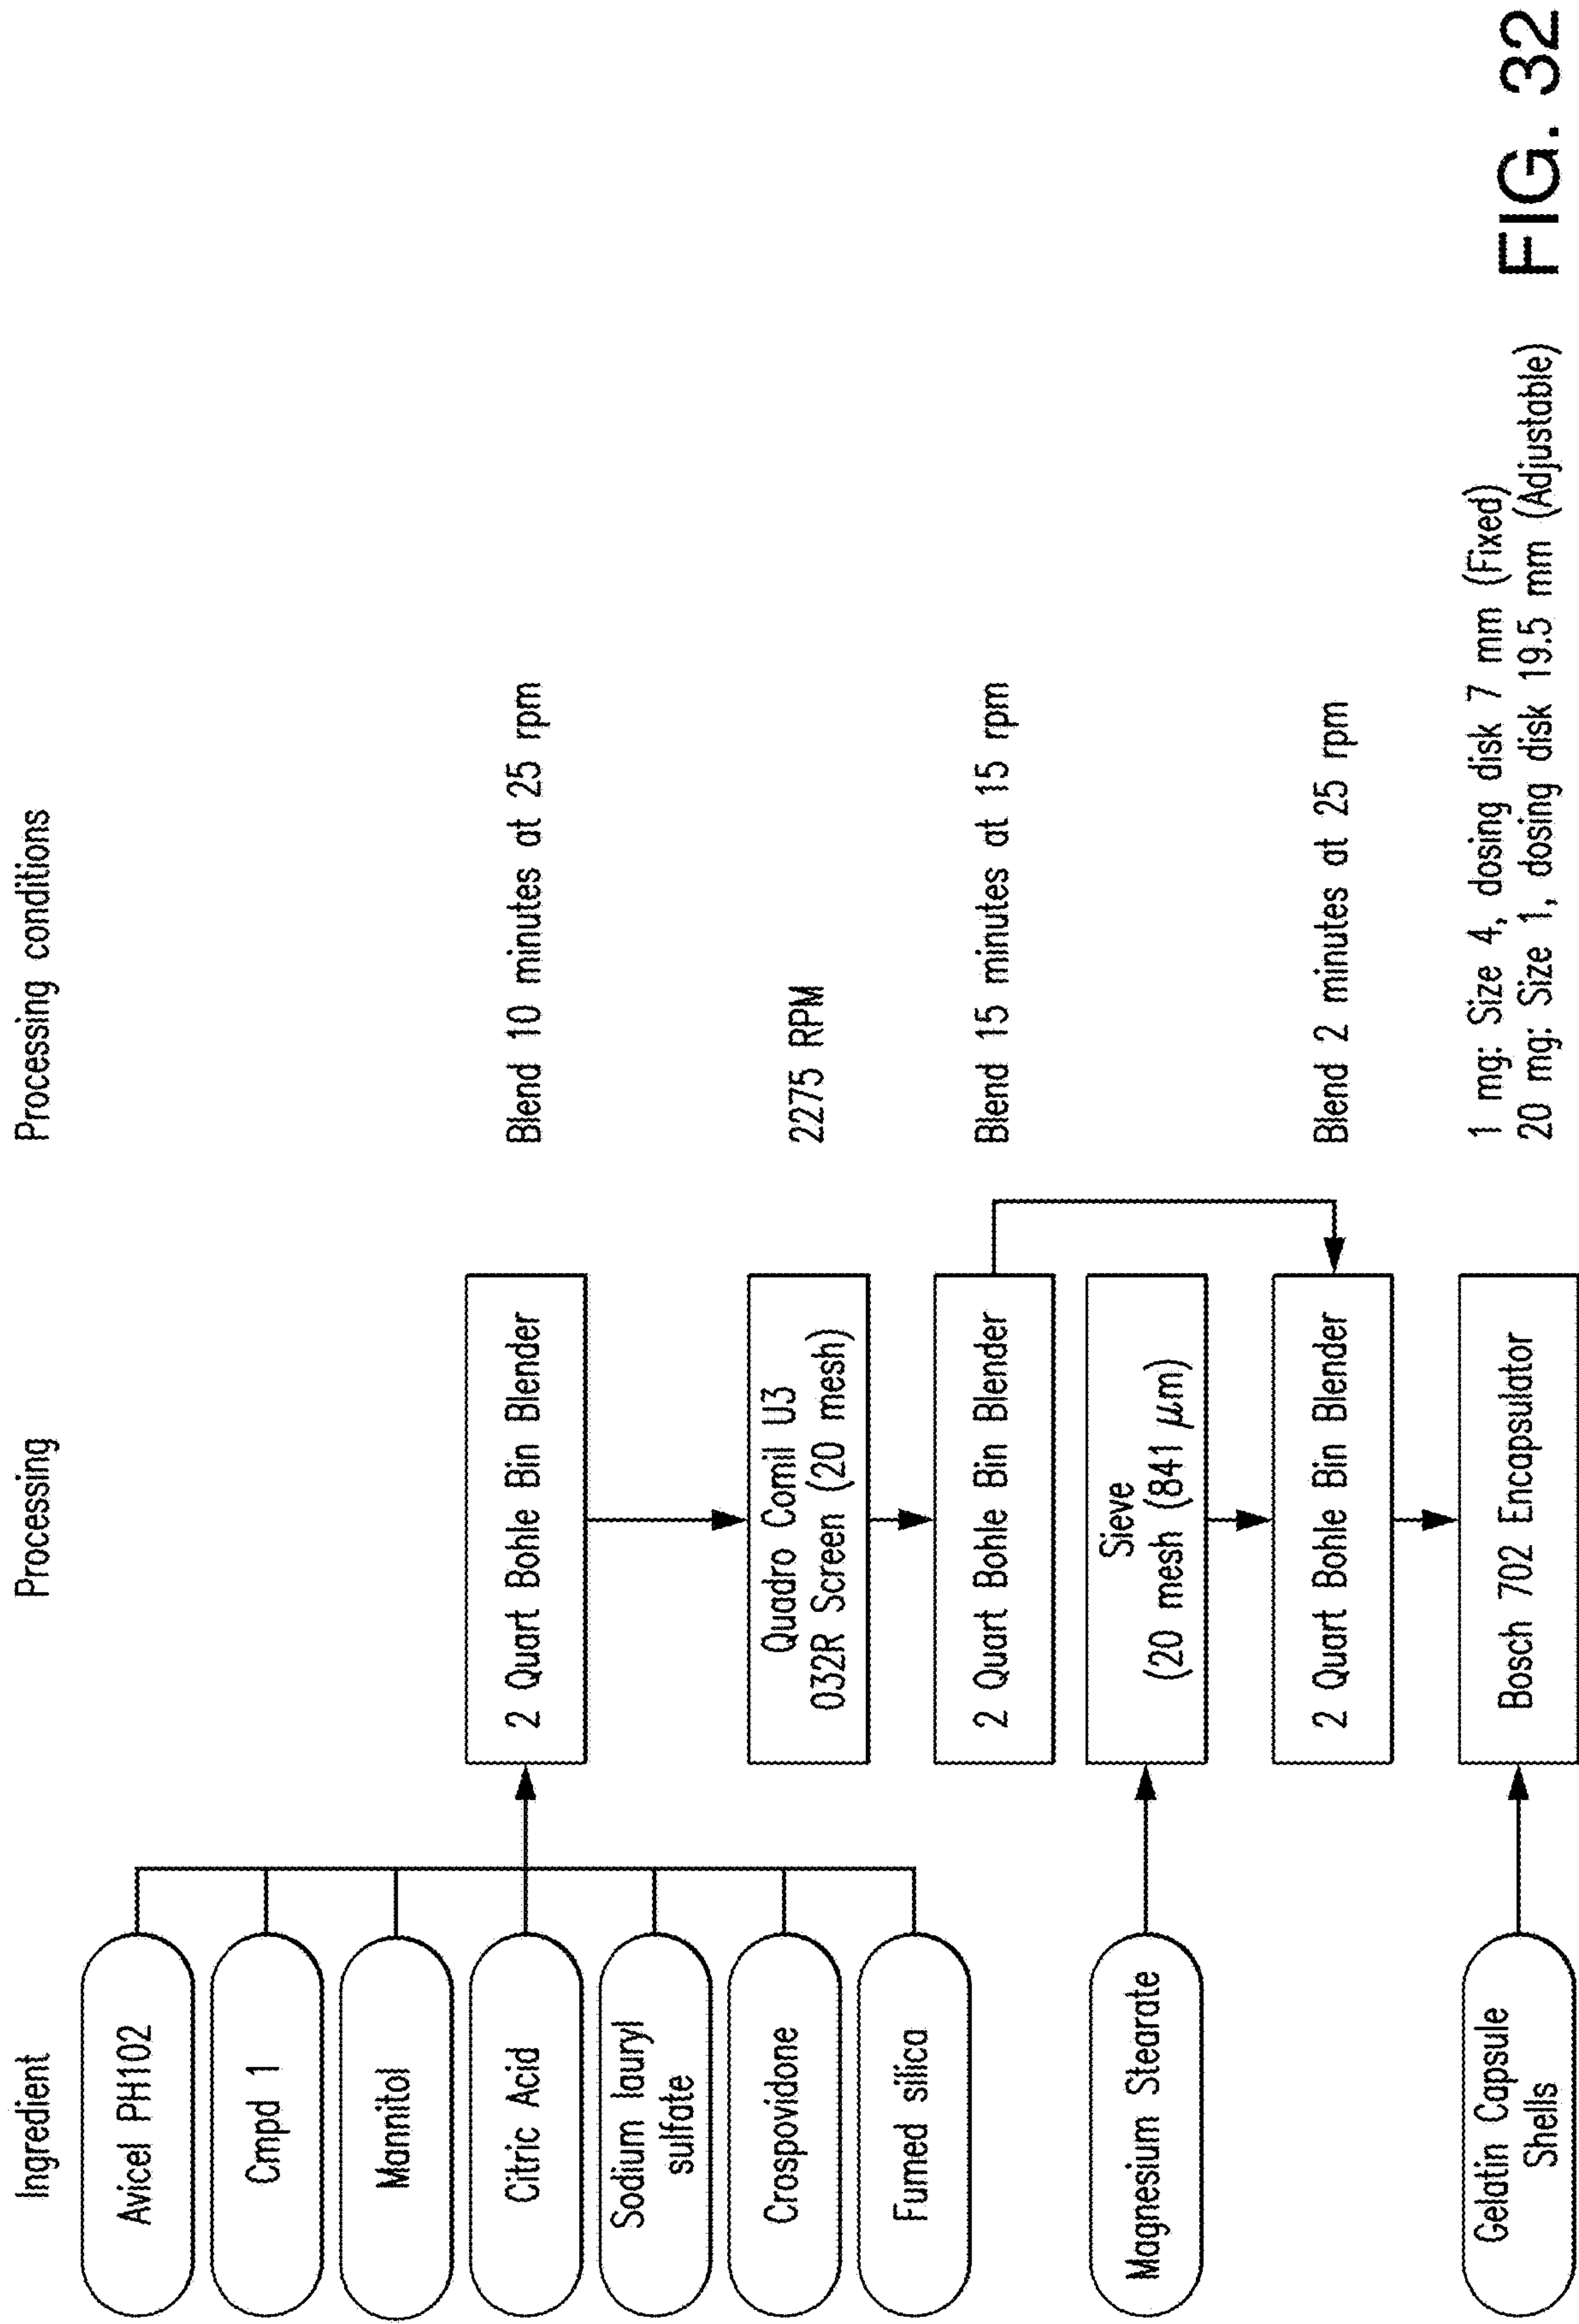 Ingredient
Processing
Processing conditions
Avicel PH102
Cmpd 1
Mannitol
Citric Acid
Sodium lauryl
sulfate
Crospovidone
Fumed silica
2 Quart Bohle Bin Blender
Blend 10 minutes at 25 rpm
Quadro Comil U3
032R Screen (20 mesh)
2275 RPM
2 Quart Bohle Bin Blender
Blend 15 minutes at 15 rpm
Magnesium Stearate
Sieve
(20 mesh (841 μm)
2 Quart Bohle Bin Blender
Blend 2 minutes at 25 rpm
Gelatin Capsule
Shells
Bosch 702 Encapsulator
1 mg: Size 4, dosing disk 7 mm (Fixed)
20 mg: Size 1, dosing disk 19.5 mm (Adjustable)
FIG. 32